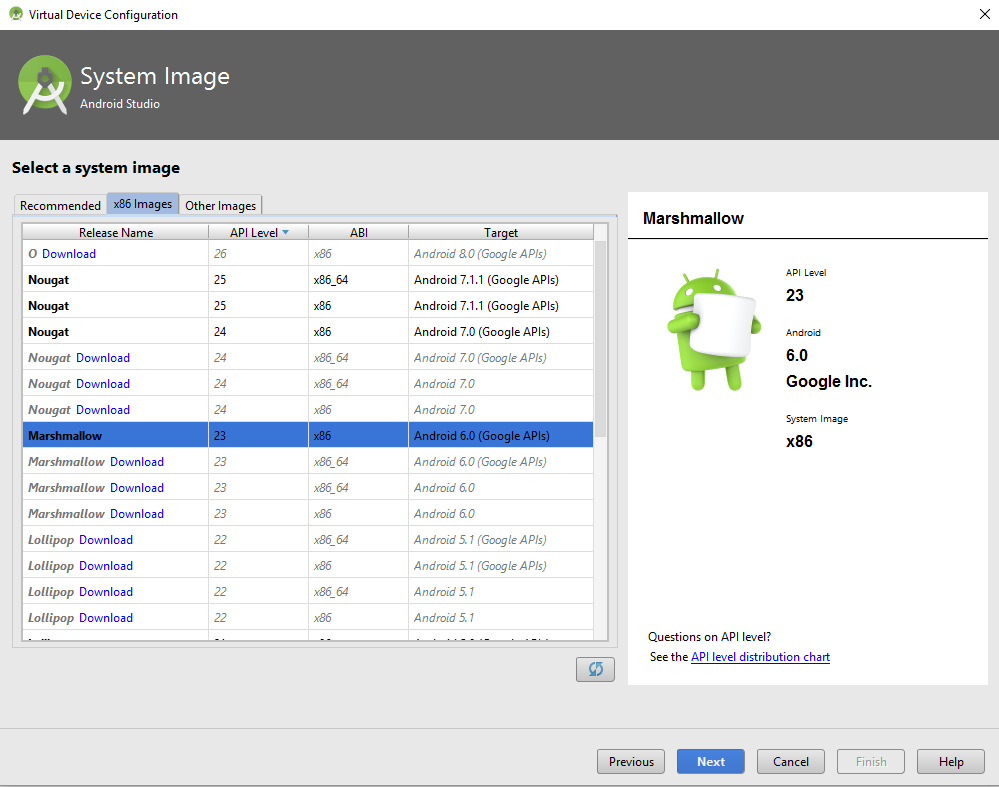 Virtual Device Configuration
System Image
Android Studio
Select a system image
Recommended x86 Images Other Images
Release Name API Level ABI Target
O Download 26 x86 Android 8.0 (Google APIs)
Nougat 25 x86_64 Android 7.1.1 (Google APIs)
Nougat 25 x86 Android 7.1.1 (Google APIs)
Nougat 24 x86 Android 7.0 (Google APIs)
Nougat Download 24 x86_64 Android 7.0 (Google APIs)
Nougat Download 24 x86_64 Android 7.0
Nougat Download 24 x86 Android 7.0
Marshmallow 23 x86 Android 6.0 (Google APIs)
Marshmallow Download 23 x86_64 Android 6.0 (Google APIs)
Marshmallow Download 23 x86_64 Android 6.0
Marshmallow Download 23 x86 Android 6.0
Lollipop Download 22 x86_64 Android 5.1 (Google APIs)
Lollipop Download 22 x86 Android 5.1 (Google APIs)
Lollipop Download 22 x86_64 Android 5.1
Lollipop Download 22 x86 Android 5.1
Marshmallow
API Level
23
Android
6.0
Google Inc.
System Image
x86
Questions on API level?
See the API level distribution chart
Previous Next Cancel Finish Help